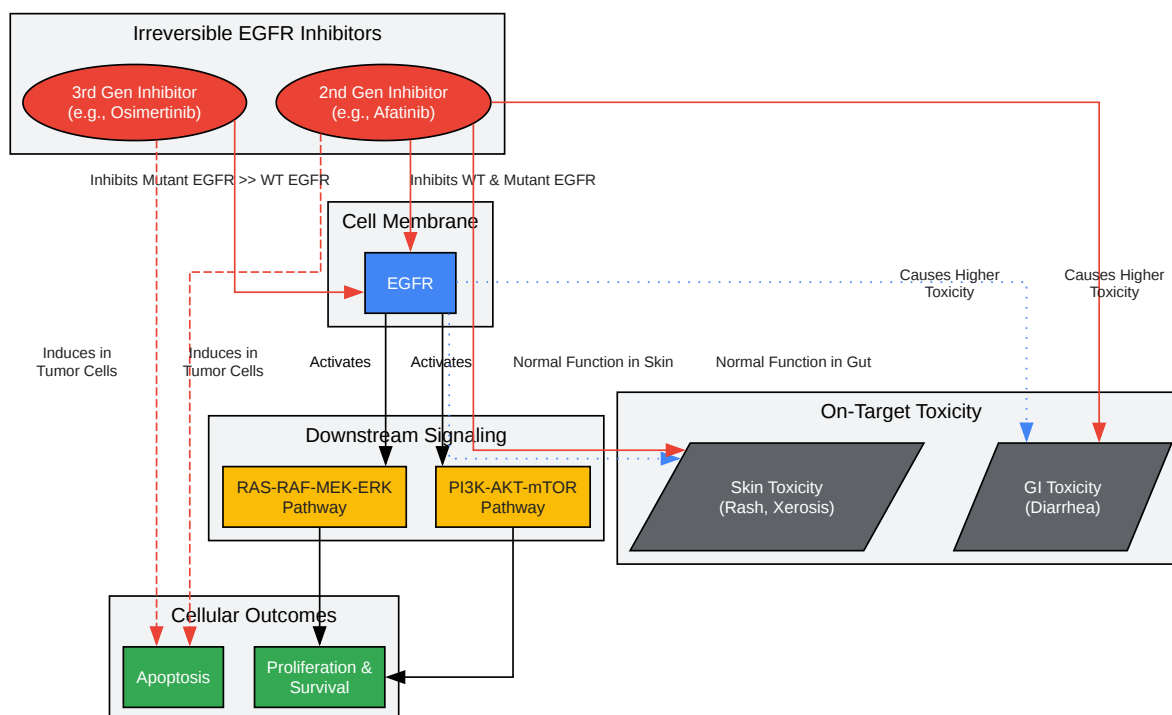 Irreversible EGFR Inhibitors
3rd Gen Inhibitor
(e.g., Osimertinib)
2nd Gen Inhibitor
(e.g., Afatinib)
Inhibits Mutant EGFR >> WT EGFR
Inhibits WT & Mutant EGFR
Cell Membrane
EGFR
Causes Higher
Toxicity
Causes Higher
Toxicity
Induces in
Tumor Cells
Induces in
Tumor Cells
Activates
Activates
Normal Function in Skin
Normal Function in Gut
On-Target Toxicity
Downstream Signaling
RAS-RAF-MEK-ERK
Pathway
PI3K-AKT-mTOR
Pathway
Skin Toxicity
(Rash, Xerosis)
GI Toxicity
(Diarrhea)
Cellular Outcomes
Apoptosis
Proliferation &
Survival